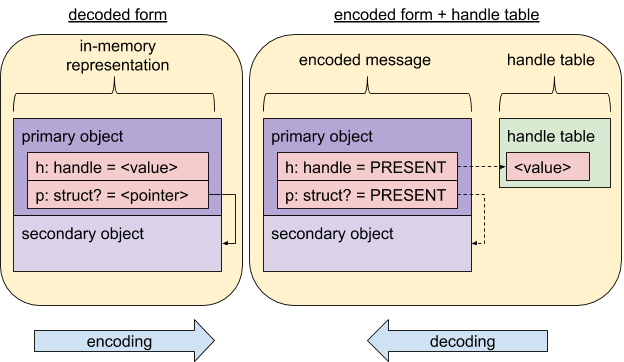 decoded form
in-memory
representation
primary object
h: handle = <value>
p: struct? = <pointer>
secondary object
encoded form + handle table
encoded message
handle table
primary object
h: handle = PRESENT
p: struct? = PRESENT
secondary object
handle table
<value>
encoding
decoding